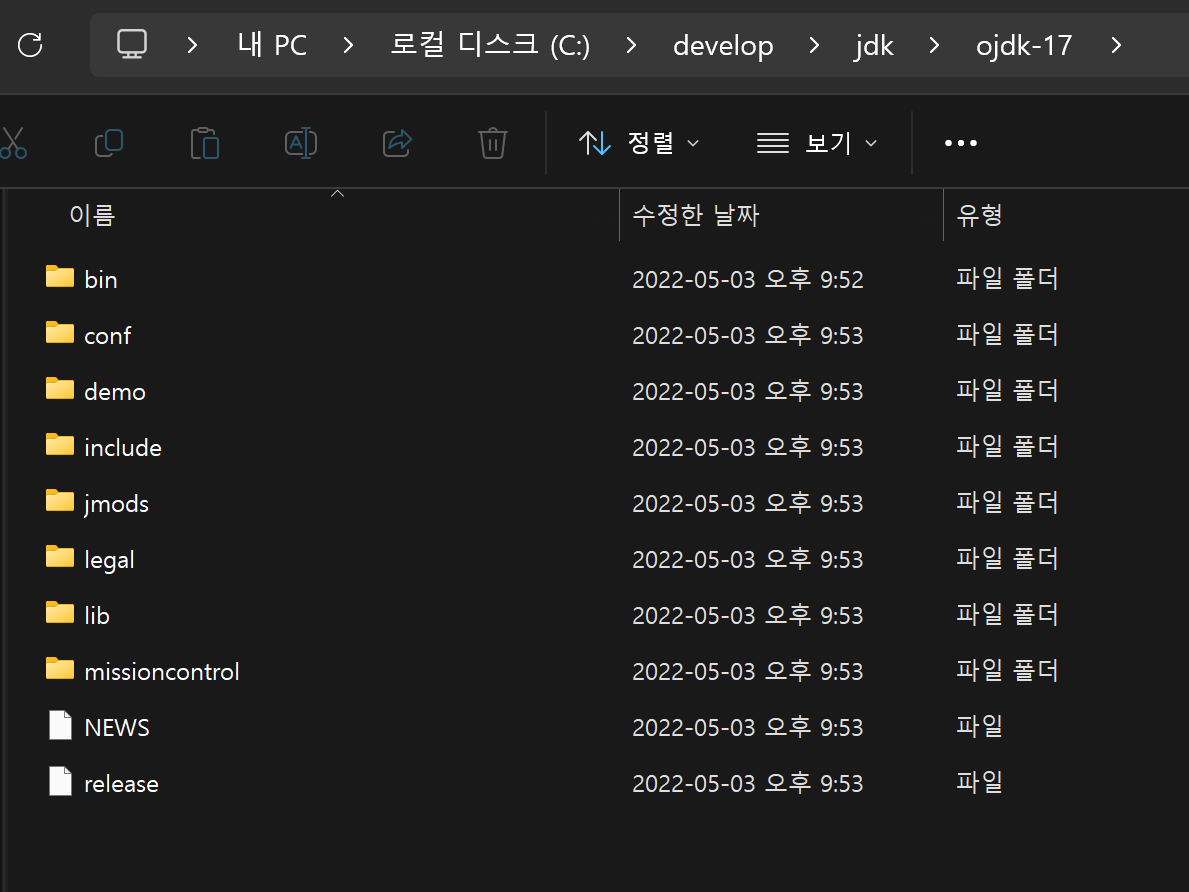 내 PC > 로컬 디스크 (C:) > develop > jdk > ojdk-17 >
정렬 보기 •••
이름 수정한 날짜 유형
bin 2022-05-03 오후 9:52 파일 폴더
conf 2022-05-03 오후 9:53 파일 폴더
demo 2022-05-03 오후 9:53 파일 폴더
include 2022-05-03 오후 9:53 파일 폴더
jmods 2022-05-03 오후 9:53 파일 폴더
legal 2022-05-03 오후 9:53 파일 폴더
lib 2022-05-03 오후 9:53 파일 폴더
missioncontrol 2022-05-03 오후 9:53 파일 폴더
NEWS 2022-05-03 오후 9:53 파일
release 2022-05-03 오후 9:53 파일